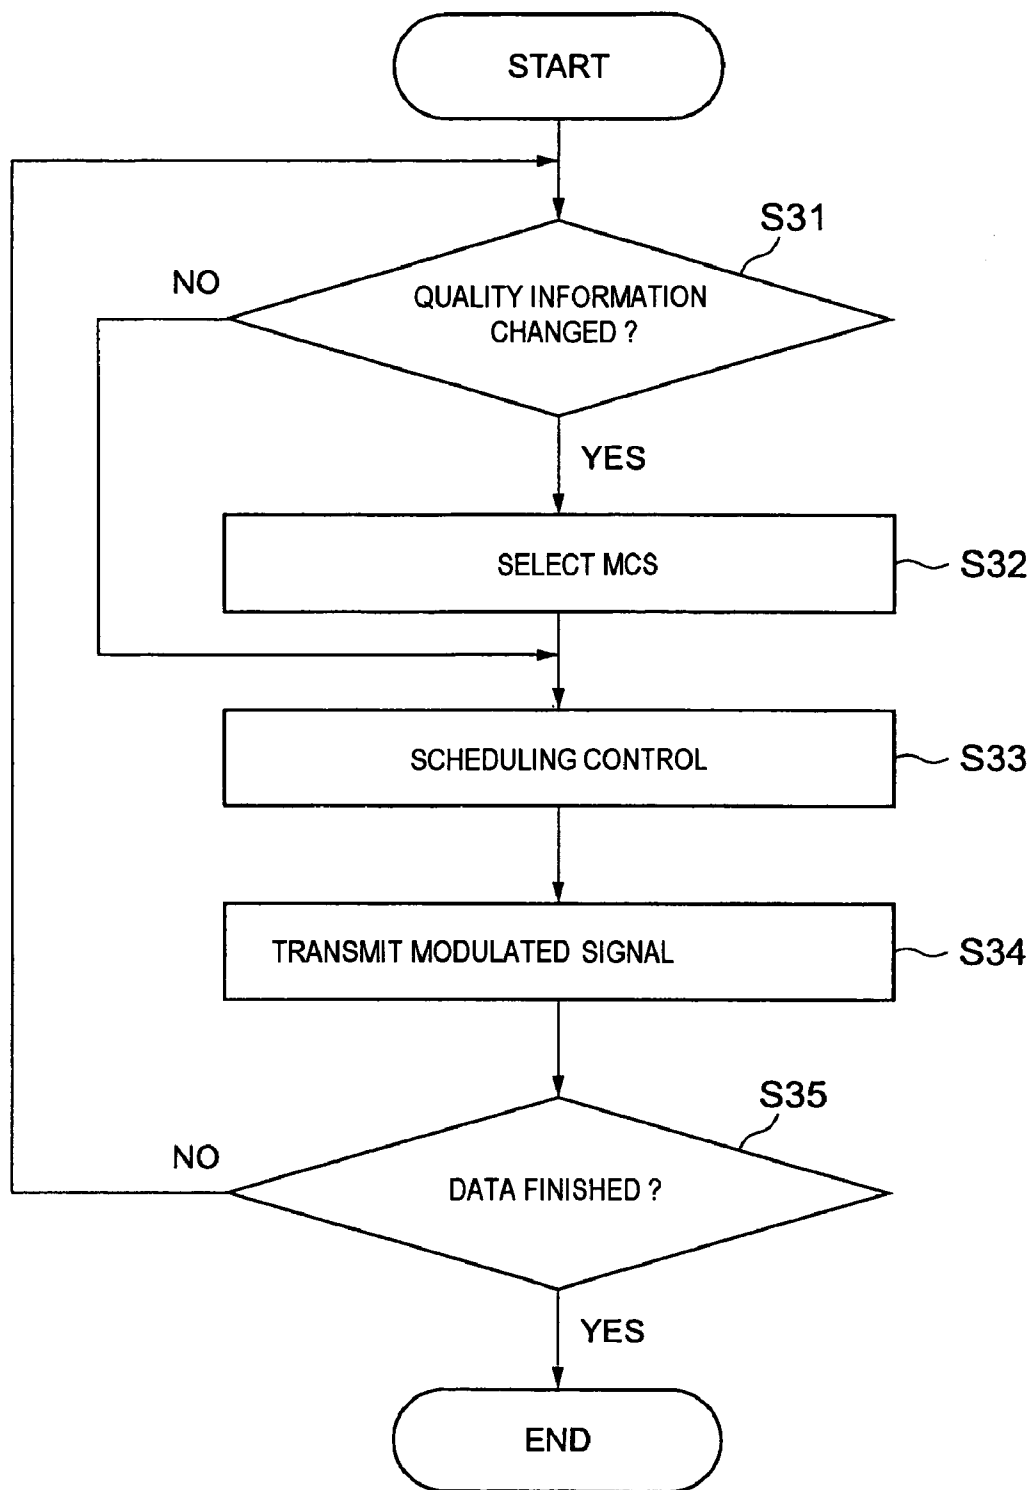 START
S31
NO
QUALITY INFORMATION
CHANGED ?
YES
SELECT MCS
S32
SCHEDULING CONTROL
S33
TRANSMIT MODULATED SIGNAL
S34
S35
NO
DATA FINISHED ?
YES
END